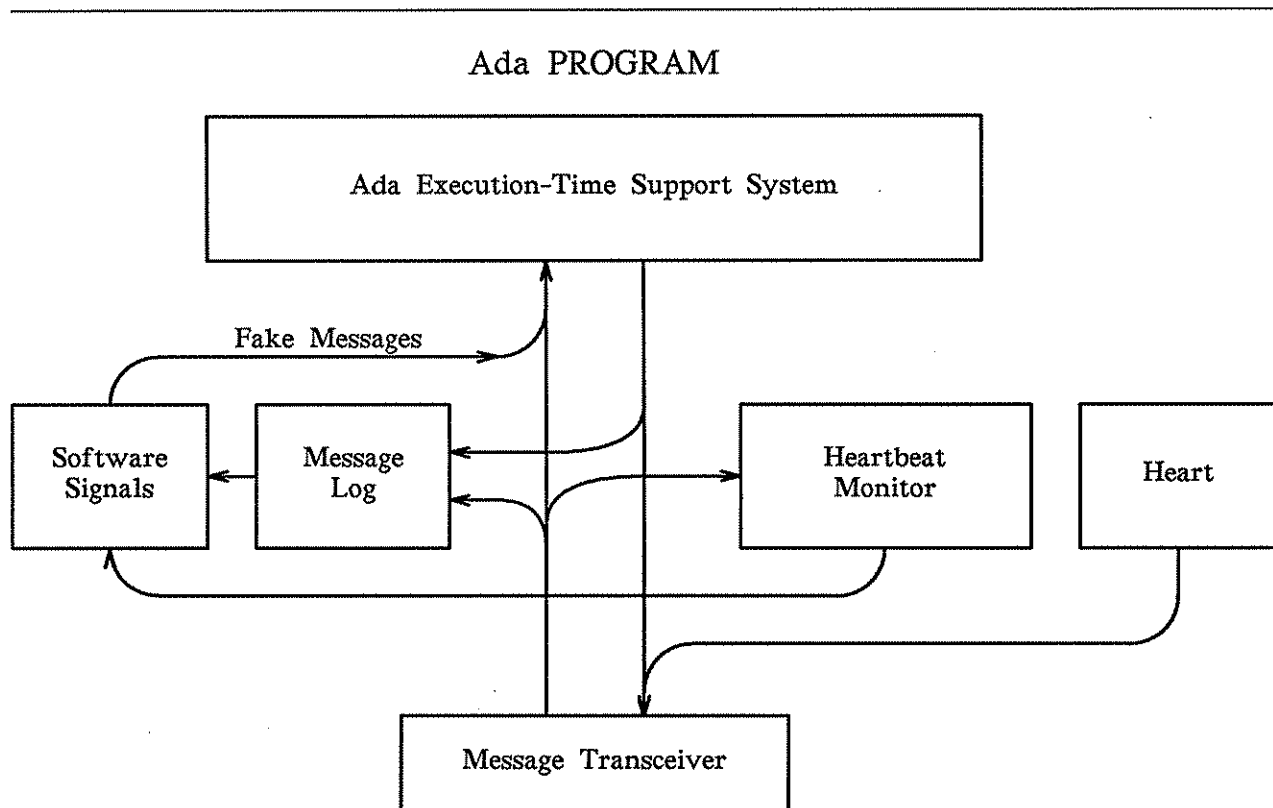 Ada PROGRAM
Ada Execution-Time Support System
Fake Messages
Software
Signals
Message
Log
Heartbeat
Monitor
Heart
Message Transceiver